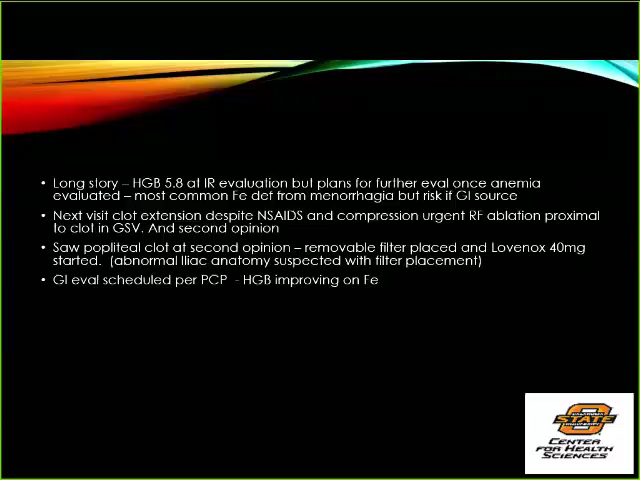 • Long story – HGB 5.8 at IR evaluation but plans for further eval once anemia
evaluated – most common Fe def from menorrhagia but risk if GI source
• Next visit clot extension despite NSAIDS and compression urgent RF ablation proximal
to clot in GSV. And second opinion
• Saw popliteal clot at second opinion – removable filter placed and Lovenox 40mg
started. (abnormal Iliac anatomy suspected with filter placement)
• GI eval scheduled per PCP - HGB improving on Fe
STATE
CENTER
FOR HEALTH
SCIENCES